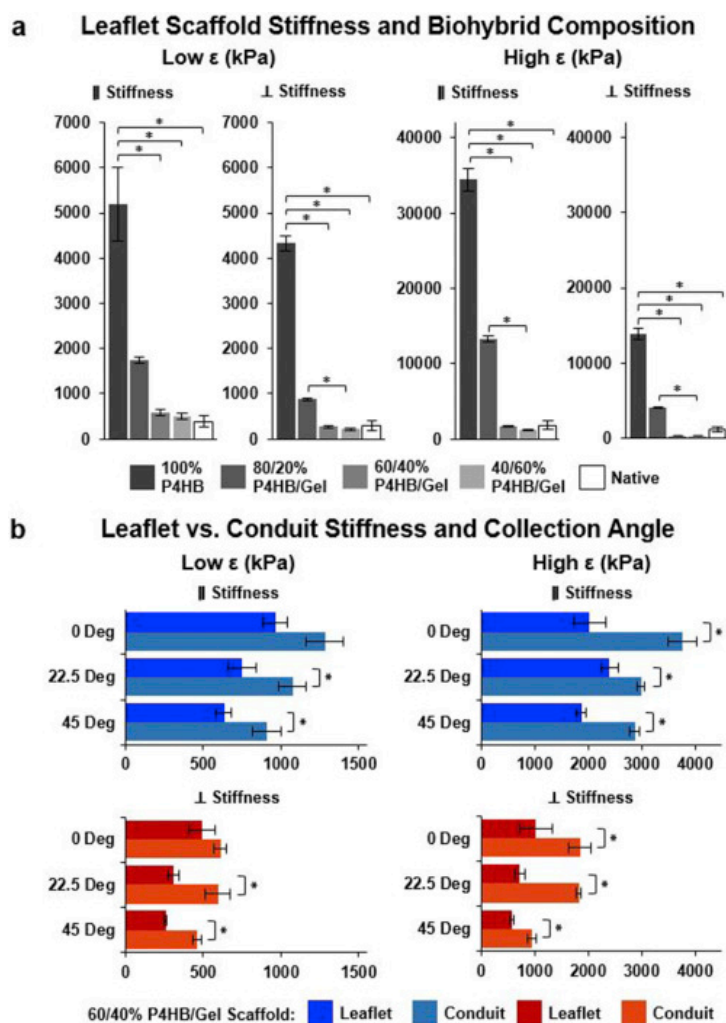 a Leaflet Scaffold Stiffness and Biohybrid Composition
Low ε (kPa) High ε (kPa)
∥ Stiffness ⊥ Stiffness ∥ Stiffness ⊥ Stiffness
7000 7000 40000 40000
6000 6000
5000 5000 30000 30000
4000 4000
3000 3000 20000 20000
2000 2000
1000 1000 10000 10000
0 0 0 0
* * * * * * * * * * * * * * *
100% P4HB
80/20% P4HB/Gel
60/40% P4HB/Gel
40/60% P4HB/Gel
Native
b Leaflet vs. Conduit Stiffness and Collection Angle
Low ε (kPa) High ε (kPa)
∥ Stiffness ∥ Stiffness
0 Deg 0 Deg *
22.5 Deg * 22.5 Deg *
45 Deg * 45 Deg *
0 500 1000 1500 0 1000 2000 3000 4000
⊥ Stiffness ⊥ Stiffness
0 Deg 0 Deg *
22.5 Deg * 22.5 Deg *
45 Deg * 45 Deg *
0 500 1000 1500 0 1000 2000 3000 4000
60/40% P4HB/Gel Scaffold: Leaflet Conduit Leaflet Conduit